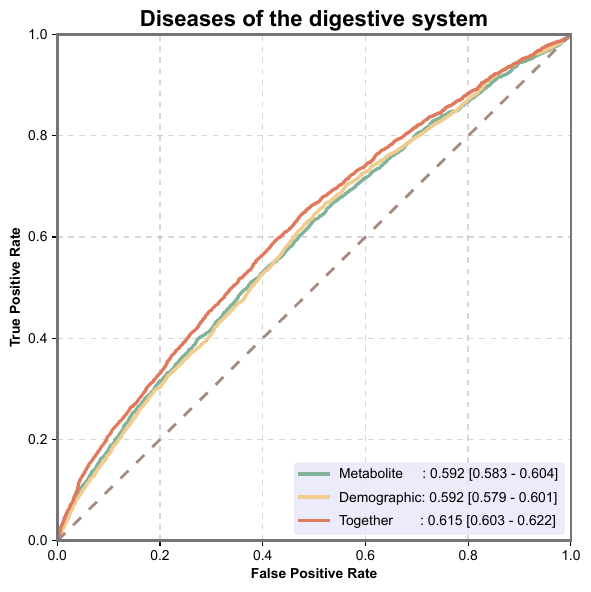 Diseases of the digestive system
True Positive Rate
1.0
0.8
0.6
0.4
0.2
0.0
Metabolite : 0.592 [0.583 - 0.604]
Demographic: 0.592 [0.579 - 0.601]
Together : 0.615 [0.603 - 0.622]
0.0 0.2 0.4 0.6 0.8 1.0
False Positive Rate